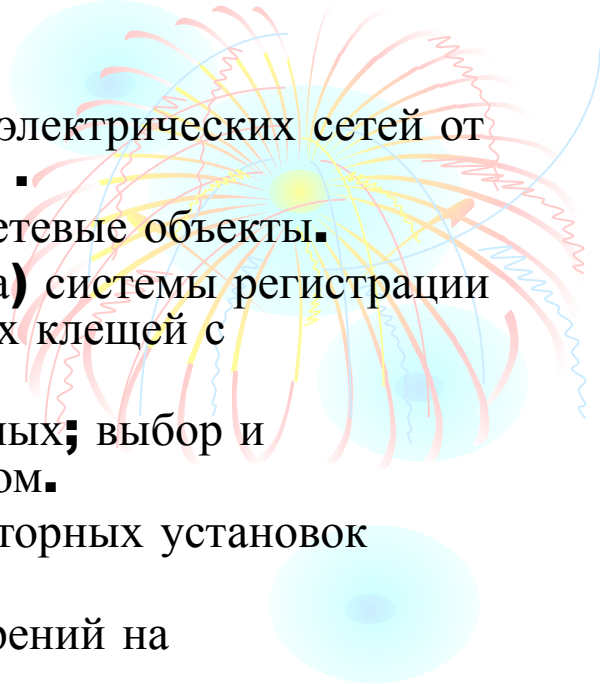 электрических сетей от
.
етевые объекты.
а) системы регистрации
х клещей с
ных; выбор и
ом.
торных установок
рений на